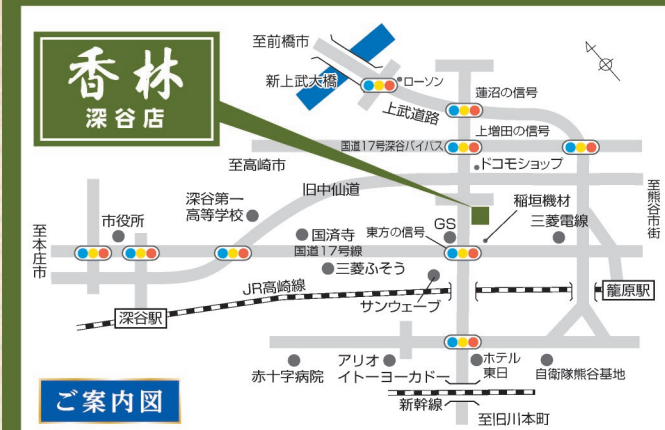 香林
深谷店
至前橋市
新上武大橋
ローソン
上武道路
蓮沼の信号
上増田の信号
国道17号深谷バイパス
ドコモショップ
至高崎市
旧中仙道
深谷第一
高等学校
稲垣機材
至熊谷市街
市役所
国済寺
GS
東方の信号
三菱電線
至本庄市
国道17号線
三菱ふそう
JR高崎線
サンウェーブ
籠原駅
深谷駅
赤十字病院
アリオ
イトーヨーカドー
ホテル
東日
自衛隊熊谷基地
新幹線
至旧川本町
ご案内図